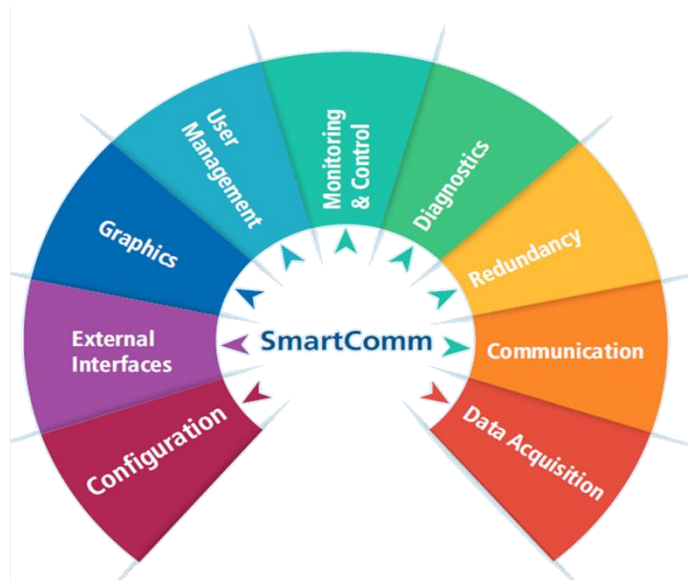 Configuration
External
Interfaces
Graphics
User
Management
Monitoring
& Control
Diagnostics
Redundancy
Communication
Data Acquisition
SmartComm